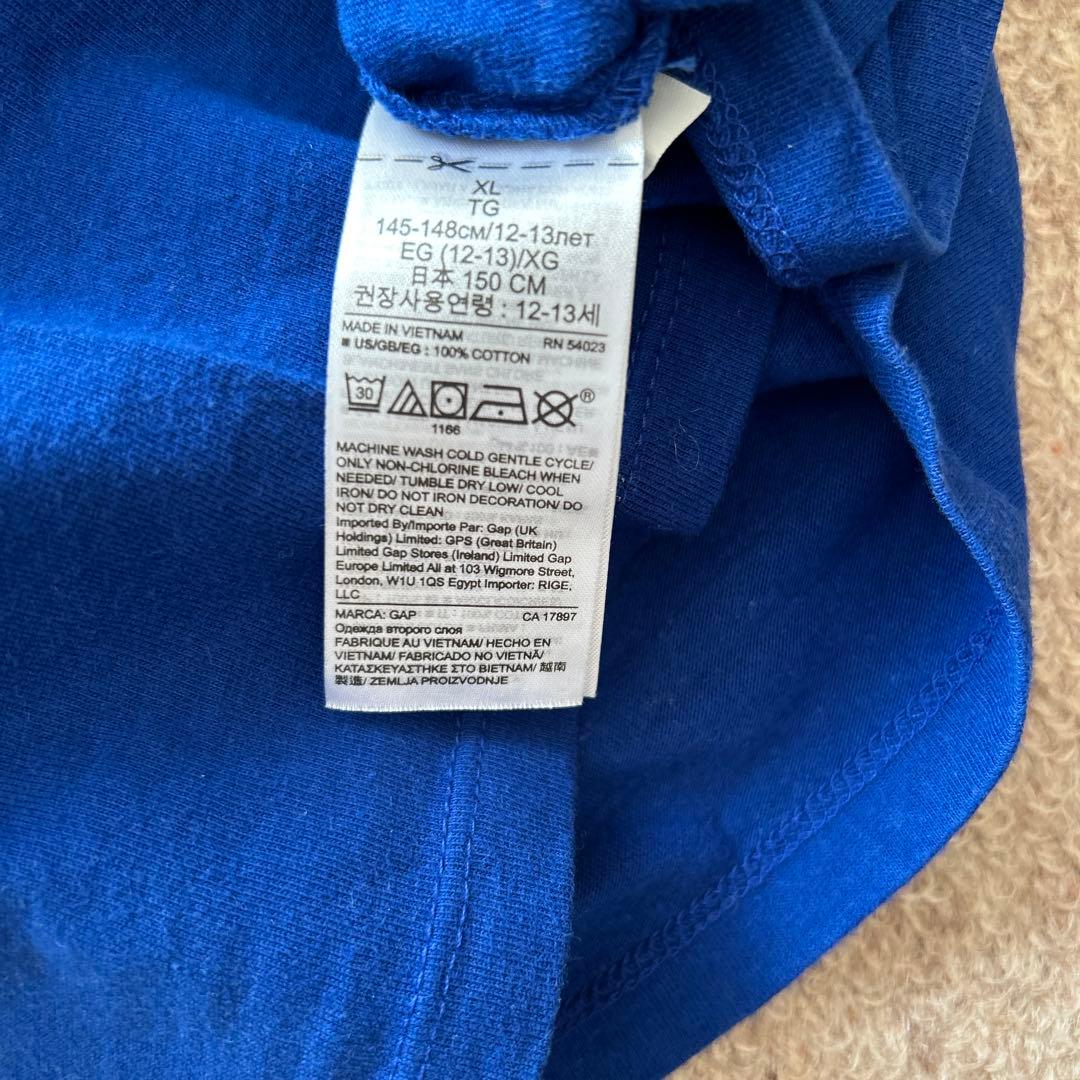 XL
TG
145-148см/12-13лет
EG (12-13)/XG
日本 150 CM
권장사용연령 : 12-13세
MADE IN VIETNAM RN 54023
■ US/GB/EG : 100% COTTON
30 ®
1166
MACHINE WASH COLD GENTLE CYCLE/
ONLY NON-CHLORINE BLEACH WHEN
NEEDED/ TUMBLE DRY LOW/ COOL
IRON/ DO NOT IRON DECORATION/ DO
NOT DRY CLEAN
Imported By/Importe Par: Gap (UK
Holdings) Limited: GPS (Great Britain)
Limited Gap Stores (Ireland) Limited Gap
Europe Limited All at 103 Wigmore Street,
London, W1U 1QS Egypt Importer: RIGE,
LLC
MARCA: GAP CA 17897
Одежда второго слоя
FABRIQUE AU VIETNAM/ HECHO EN
VIETNAM/ FABRICADO NO VIETNÃ/
ΚΑΤΑΣΚΕΥΑΣΤΗΚΕ ΣΤΟ ΒΙΕΤΝΑΜ/ 越南
製造/ ZEMLJA PROIZVODNJE